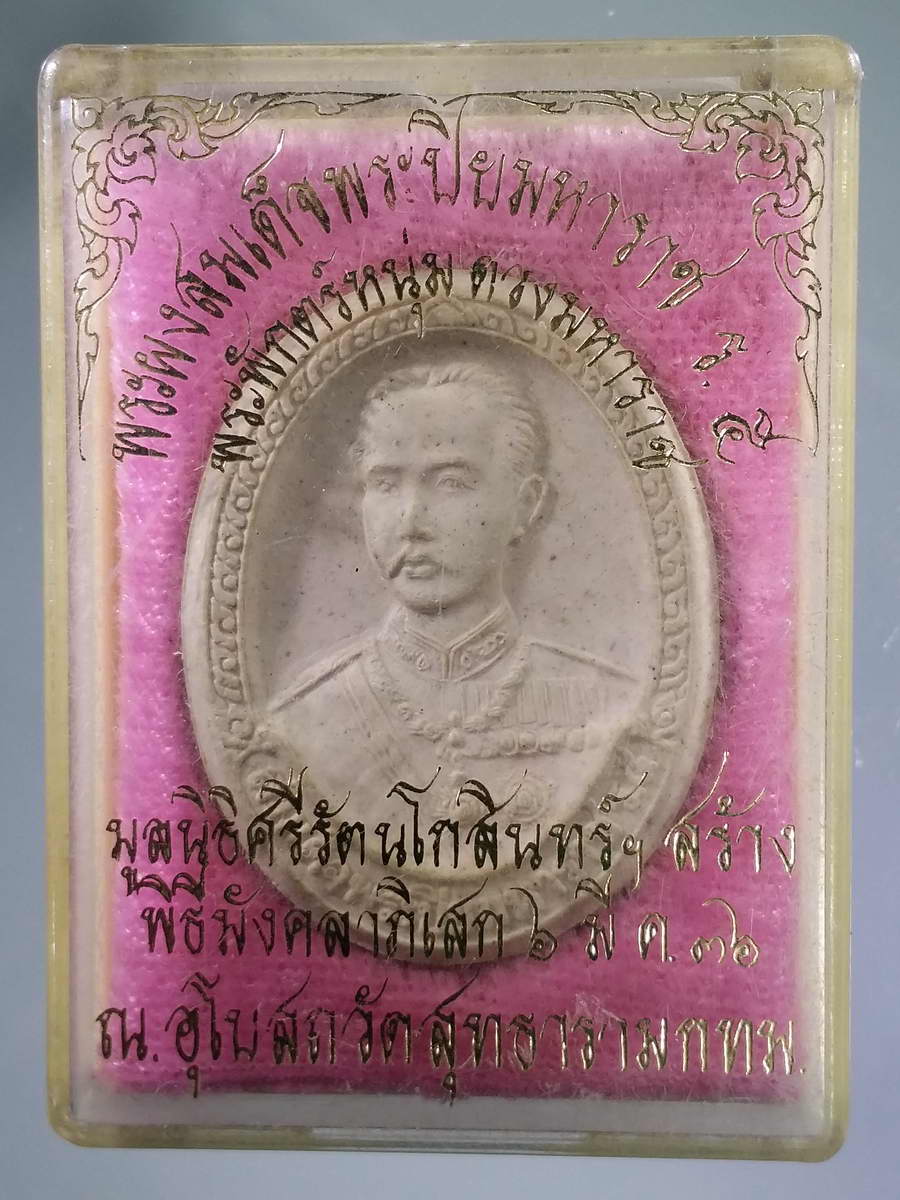 พระผงสมเด็จพระปิยมหาราช ร. ๕
พระพักตร์หนุ่ม ทรงมหาราช
มูลนิธิศรีรัตนโกสินทร์ฯ สร้าง
พิธีมังคลาภิเสก ๖ มี ค. ๓๖
ณ. อุโบสถวัดสุทธารามกทม.